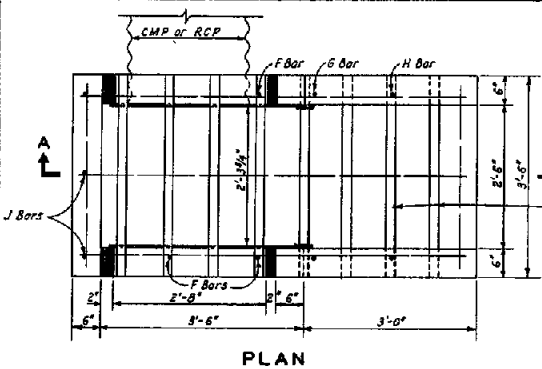 CMP or RCP
F Bar
G Bar
H Bar
6"
A
2'-3¾"
2'-6"
3'-6"
J Bars
F Bars
6"
2"
2'-8"
2"
6"
6"
3'-6"
3'-0"
PLAN